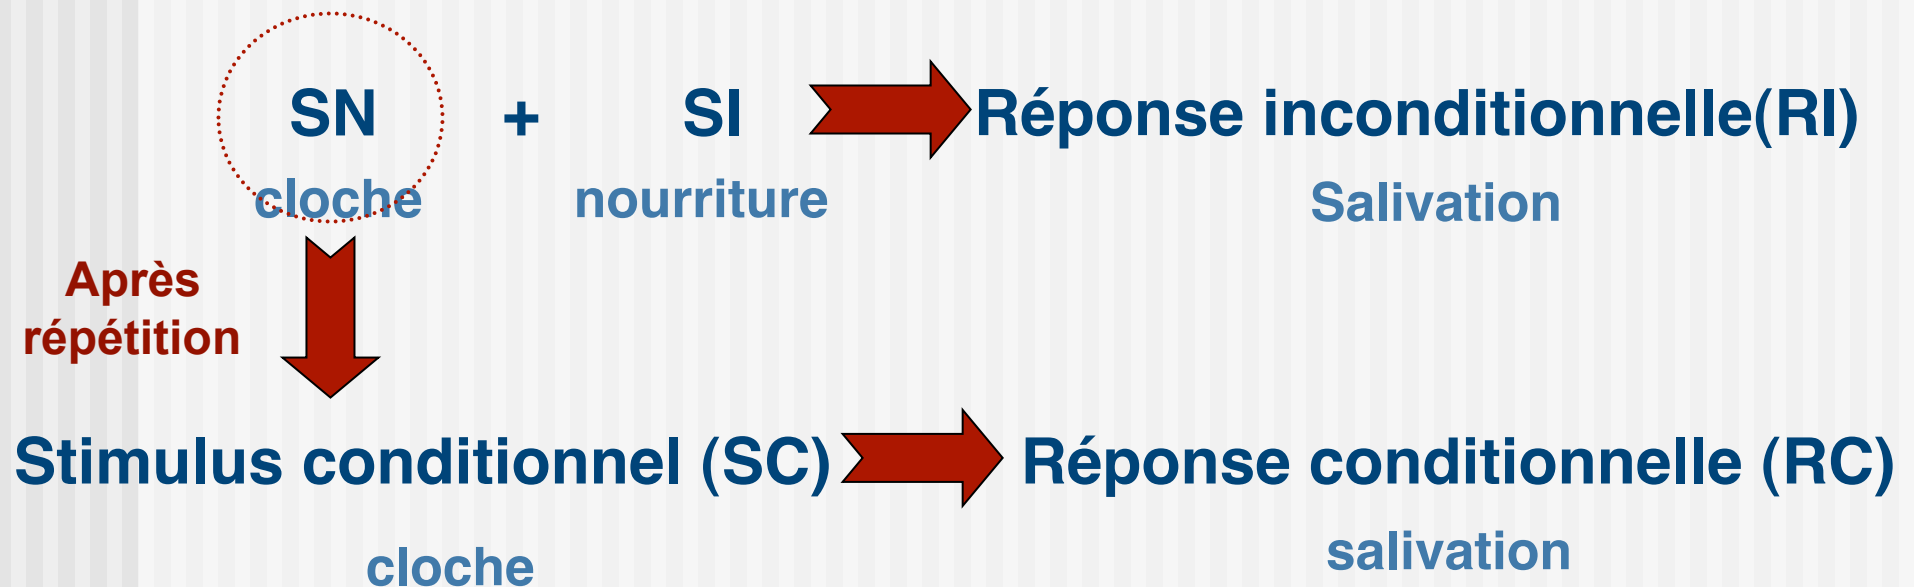 SN + SI Réponse inconditionnelle(RI)
cloche nourriture Salivation
Après
répétition
Stimulus conditionnel (SC) Réponse conditionnelle (RC)
cloche salivation